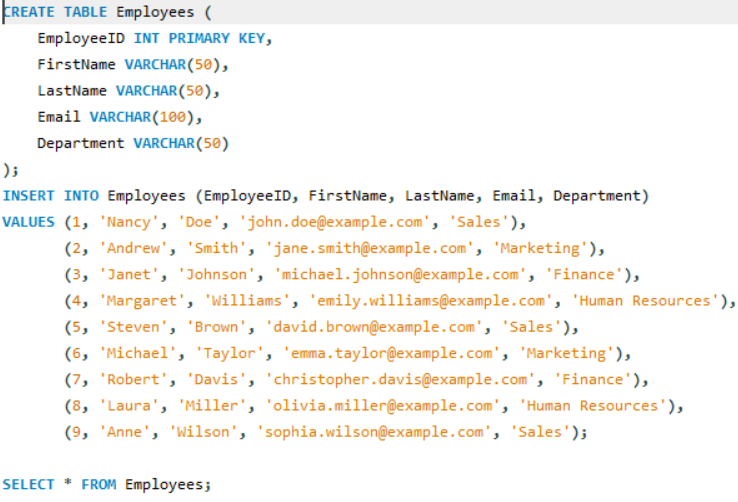 CREATE TABLE Employees (
    EmployeeID INT PRIMARY KEY,
    FirstName VARCHAR(50),
    LastName VARCHAR(50),
    Email VARCHAR(100),
    Department VARCHAR(50)
);
INSERT INTO Employees (EmployeeID, FirstName, LastName, Email, Department)
VALUES (1, 'Nancy', 'Doe', 'john.doe@example.com', 'Sales'),
       (2, 'Andrew', 'Smith', 'jane.smith@example.com', 'Marketing'),
       (3, 'Janet', 'Johnson', 'michael.johnson@example.com', 'Finance'),
       (4, 'Margaret', 'Williams', 'emily.williams@example.com', 'Human Resources'),
       (5, 'Steven', 'Brown', 'david.brown@example.com', 'Sales'),
       (6, 'Michael', 'Taylor', 'emma.taylor@example.com', 'Marketing'),
       (7, 'Robert', 'Davis', 'christopher.davis@example.com', 'Finance'),
       (8, 'Laura', 'Miller', 'olivia.miller@example.com', 'Human Resources'),
       (9, 'Anne', 'Wilson', 'sophia.wilson@example.com', 'Sales');

SELECT * FROM Employees;